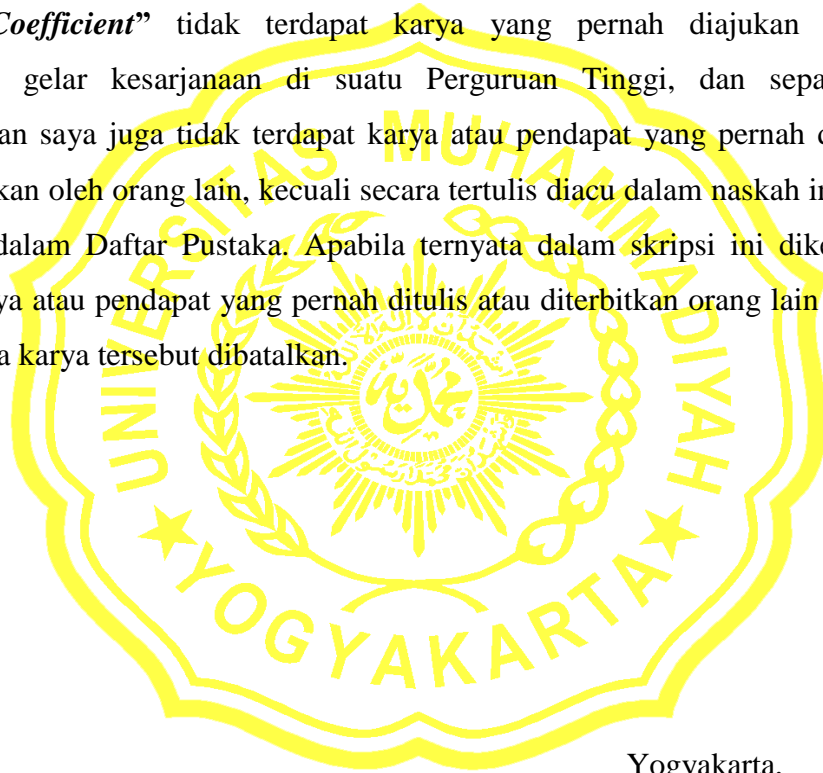 Coefficient” tidak terdapat karya yang pernah diajukan
gelar kesarjanaan di suatu Perguruan Tinggi, dan sepa
an saya juga tidak terdapat karya atau pendapat yang pernah
kan oleh orang lain, kecuali secara tertulis diacu dalam naskah in
dalam Daftar Pustaka. Apabila ternyata dalam skripsi ini dike
ya atau pendapat yang pernah ditulis atau diterbitkan orang lain
a karya tersebut dibatalkan.
UNIVERSITAS MUHAMMADIYAH
YOGYAKARTA
محمدية
Yogyakarta,